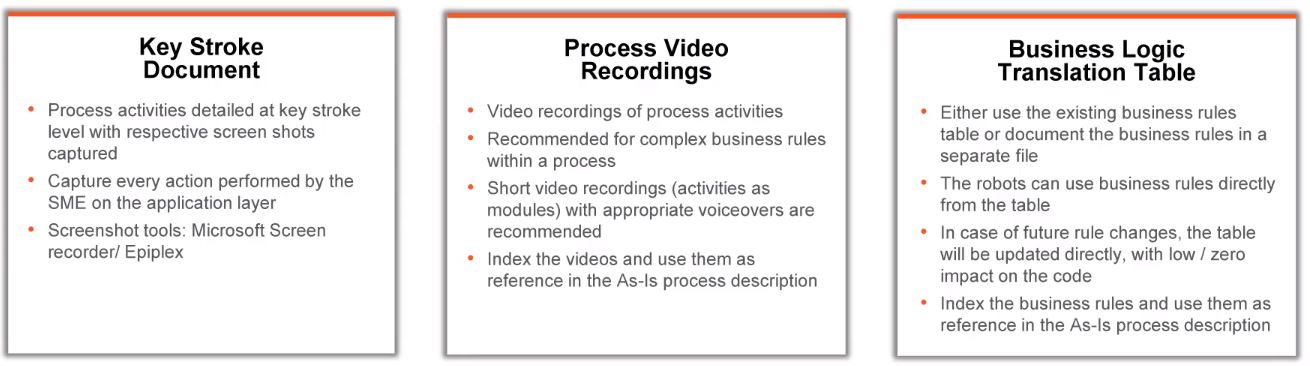 Key Stroke
Document
• Process activities detailed at key stroke
level with respective screen shots
captured
• Capture every action performed by the
SME on the application layer
• Screenshot tools: Microsoft Screen
recorder/ Epiplex
Process Video
Recordings
• Video recordings of process activities
• Recommended for complex business rules
within a process
• Short video recordings (activities as
modules) with appropriate voiceovers are
recommended
• Index the videos and use them as
reference in the As-Is process description
Business Logic
Translation Table
• Either use the existing business rules
table or document the business rules in a
separate file
• The robots can use business rules directly
from the table
• In case of future rule changes, the table
will be updated directly, with low / zero
impact on the code
• Index the business rules and use them as
reference in the As-Is process description